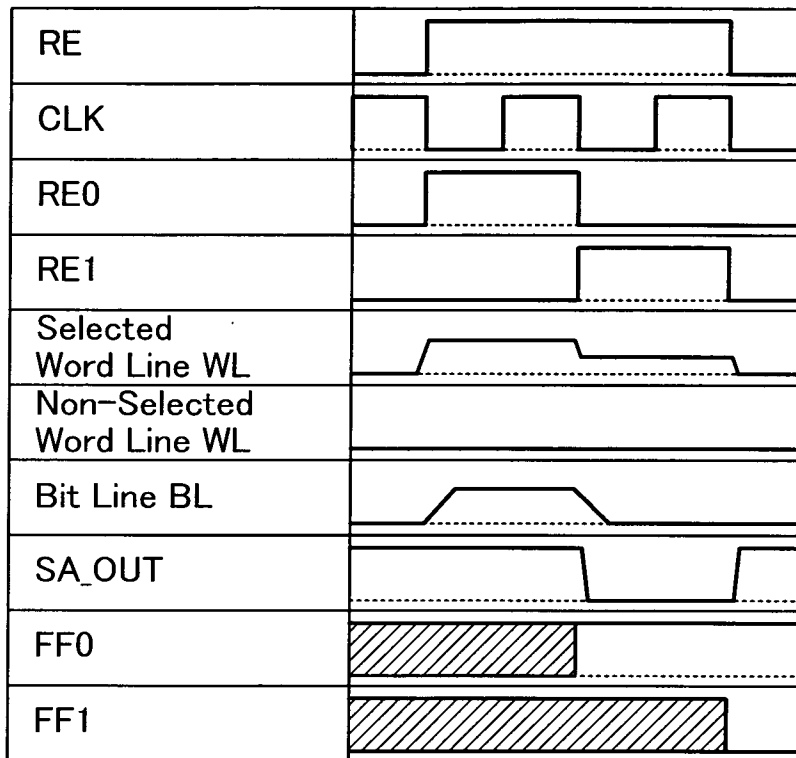 RE
CLK
RE0
RE1
Selected
Word Line WL
Non-Selected
Word Line WL
Bit Line BL
SA_OUT
FF0
FF1